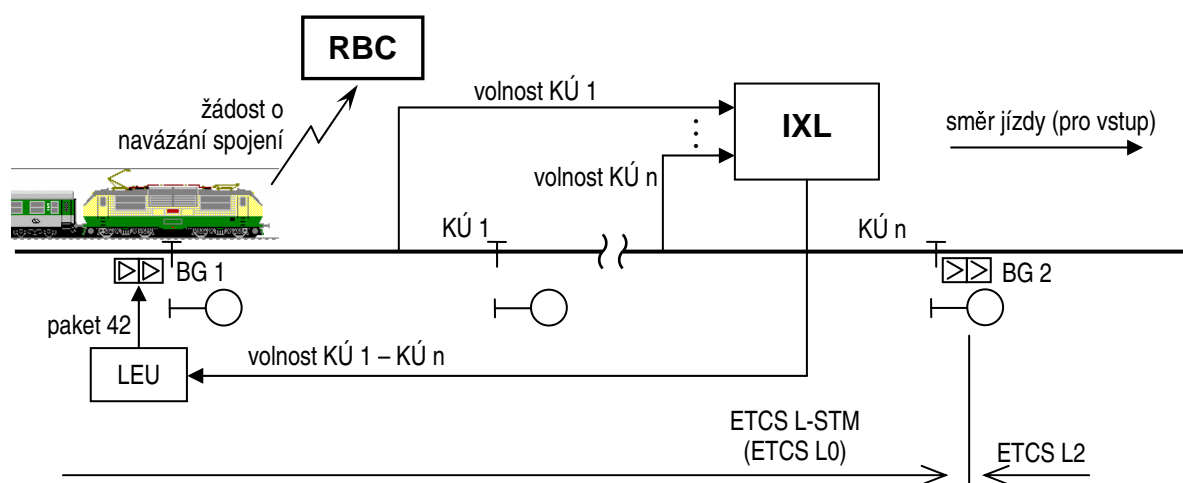 RBC
žádost o
navázání spojení
volnost KÚ 1
volnost KÚ n
IXL
směr jízdy (pro vstup)
KÚ 1
KÚ n
BG 1
BG 2
paket 42
LEU
volnost KÚ 1 – KÚ n
ETCS L-STM
(ETCS L0)
ETCS L2